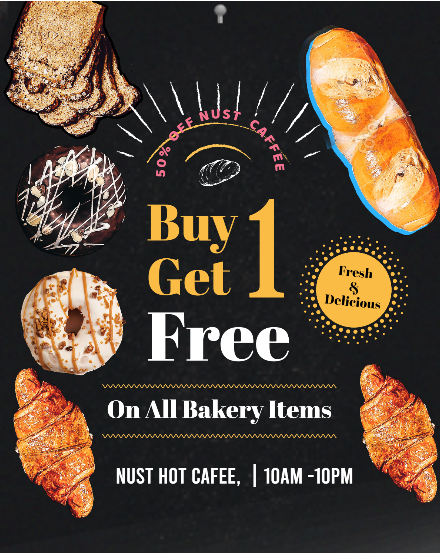 50% OFF NUST CAFFEE
Buy 1
Get
Free
Fresh
&
Delicious
On All Bakery Items
NUST HOT CAFEE, | 10AM -10PM